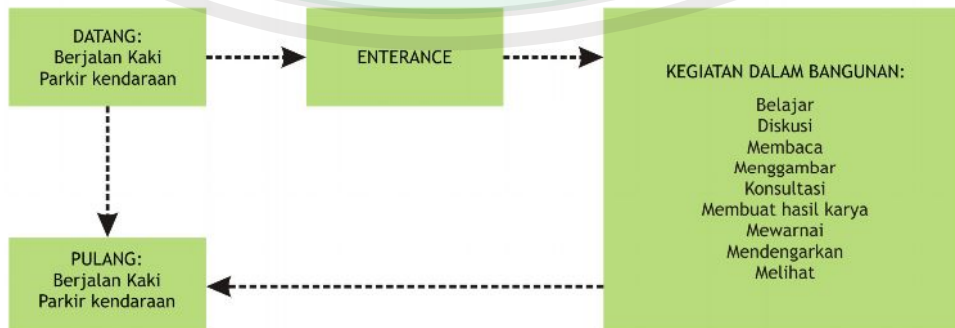 DATANG:
Berjalan Kaki
Parkir kendaraan
ENTERANCE
KEGIATAN DALAM BANGUNAN:
Belajar
Diskusi
Membaca
Menggambar
Konsultasi
Membuat hasil karya
Mewarnai
Mendengarkan
Melihat
PULANG:
Berjalan Kaki
Parkir kendaraan